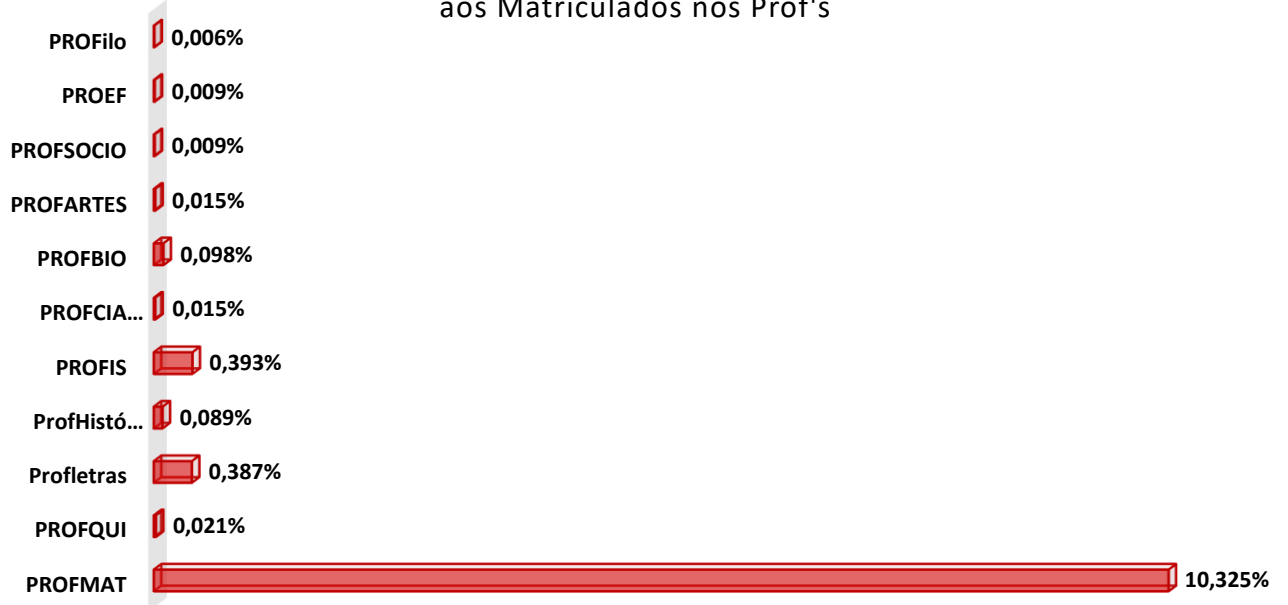 aos Matriculados nos Prof's
PROFilo 0,006%
PROEF 0,009%
PROFSOCIO 0,009%
PROFARTES 0,015%
PROFBIO 0,098%
PROFCIA... 0,015%
PROFIS 0,393%
ProfHistó... 0,089%
Profletras 0,387%
PROFQUI 0,021%
PROFMAT 10,325%